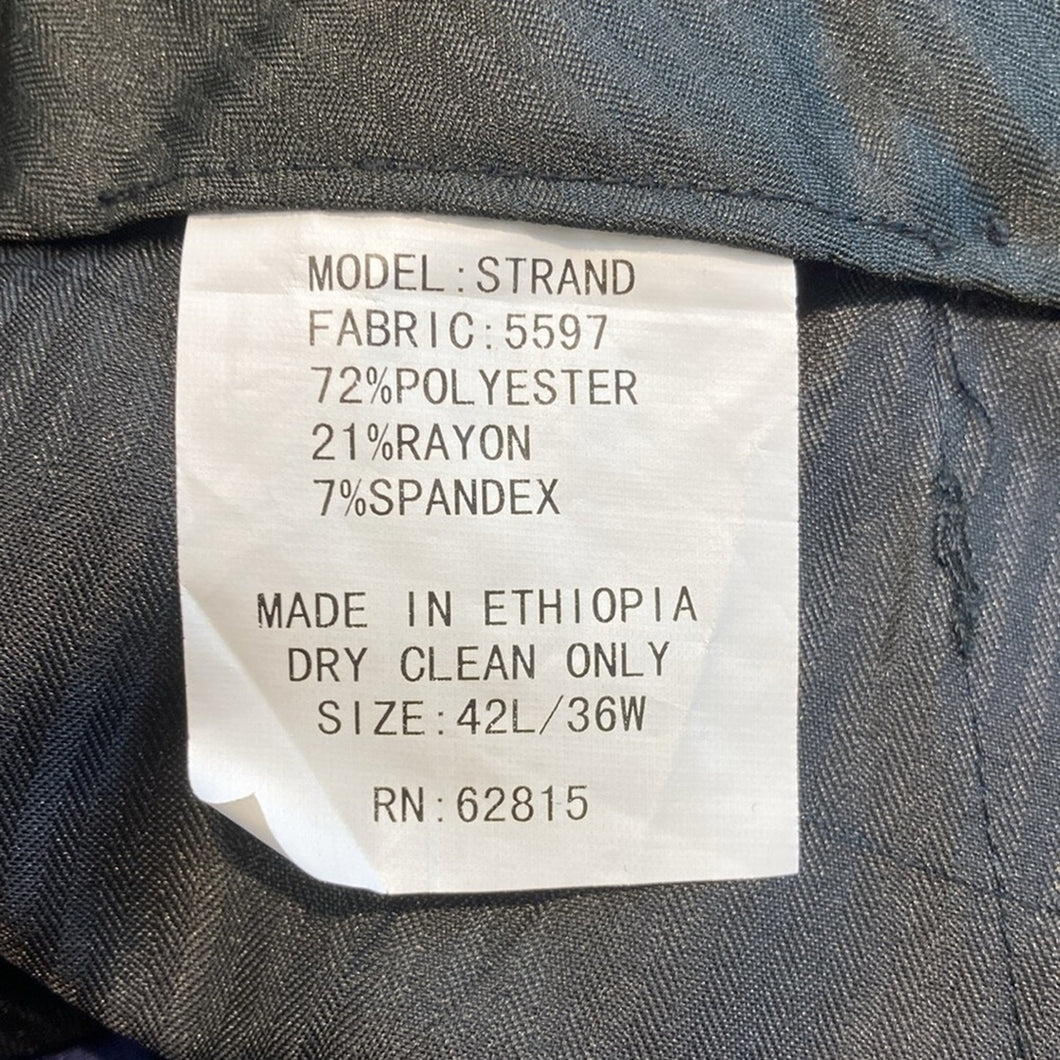 MODEL:STRAND
FABRIC:5597
72%POLYESTER
21%RAYON
7%SPANDEX
MADE IN ETHIOPIA
DRY CLEAN ONLY
SIZE:42L/36W
RN:62815